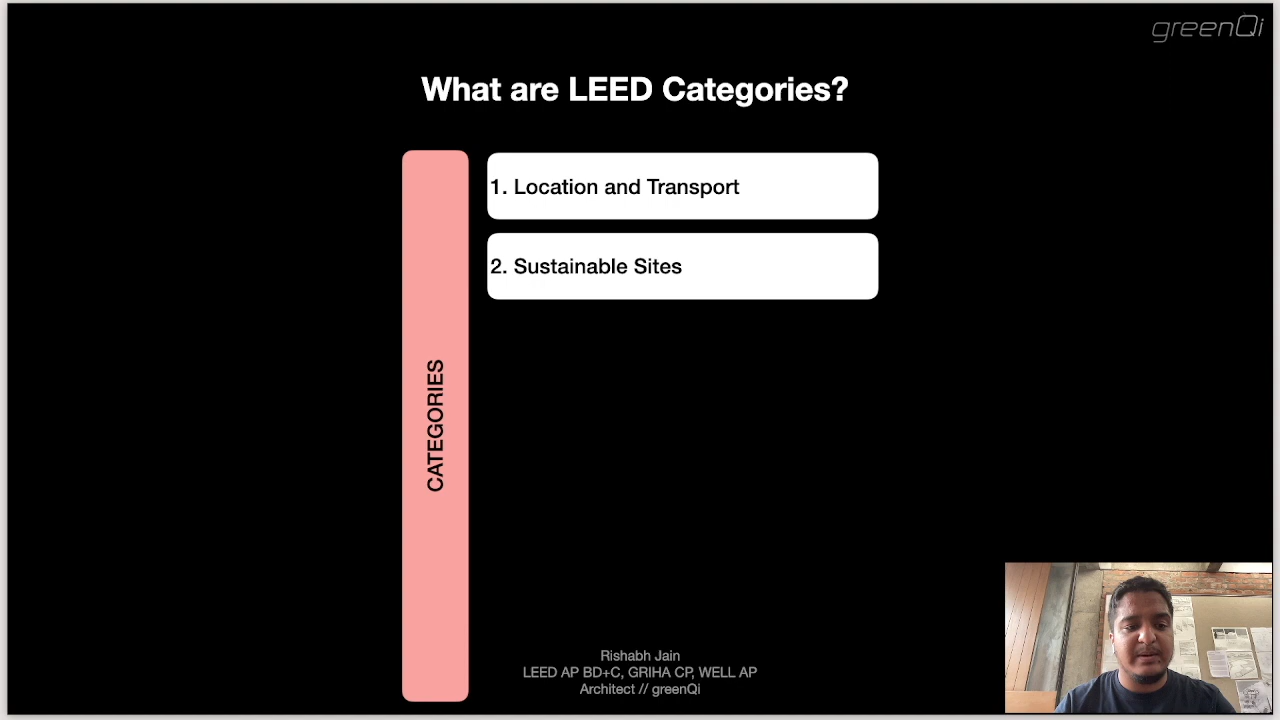 greenQi
What are LEED Categories?
1. Location and Transport
2. Sustainable Sites
CATEGORIES
Rishabh Jain
LEED AP BD+C, GRIHA CP, WELL AP
Architect // greenQi